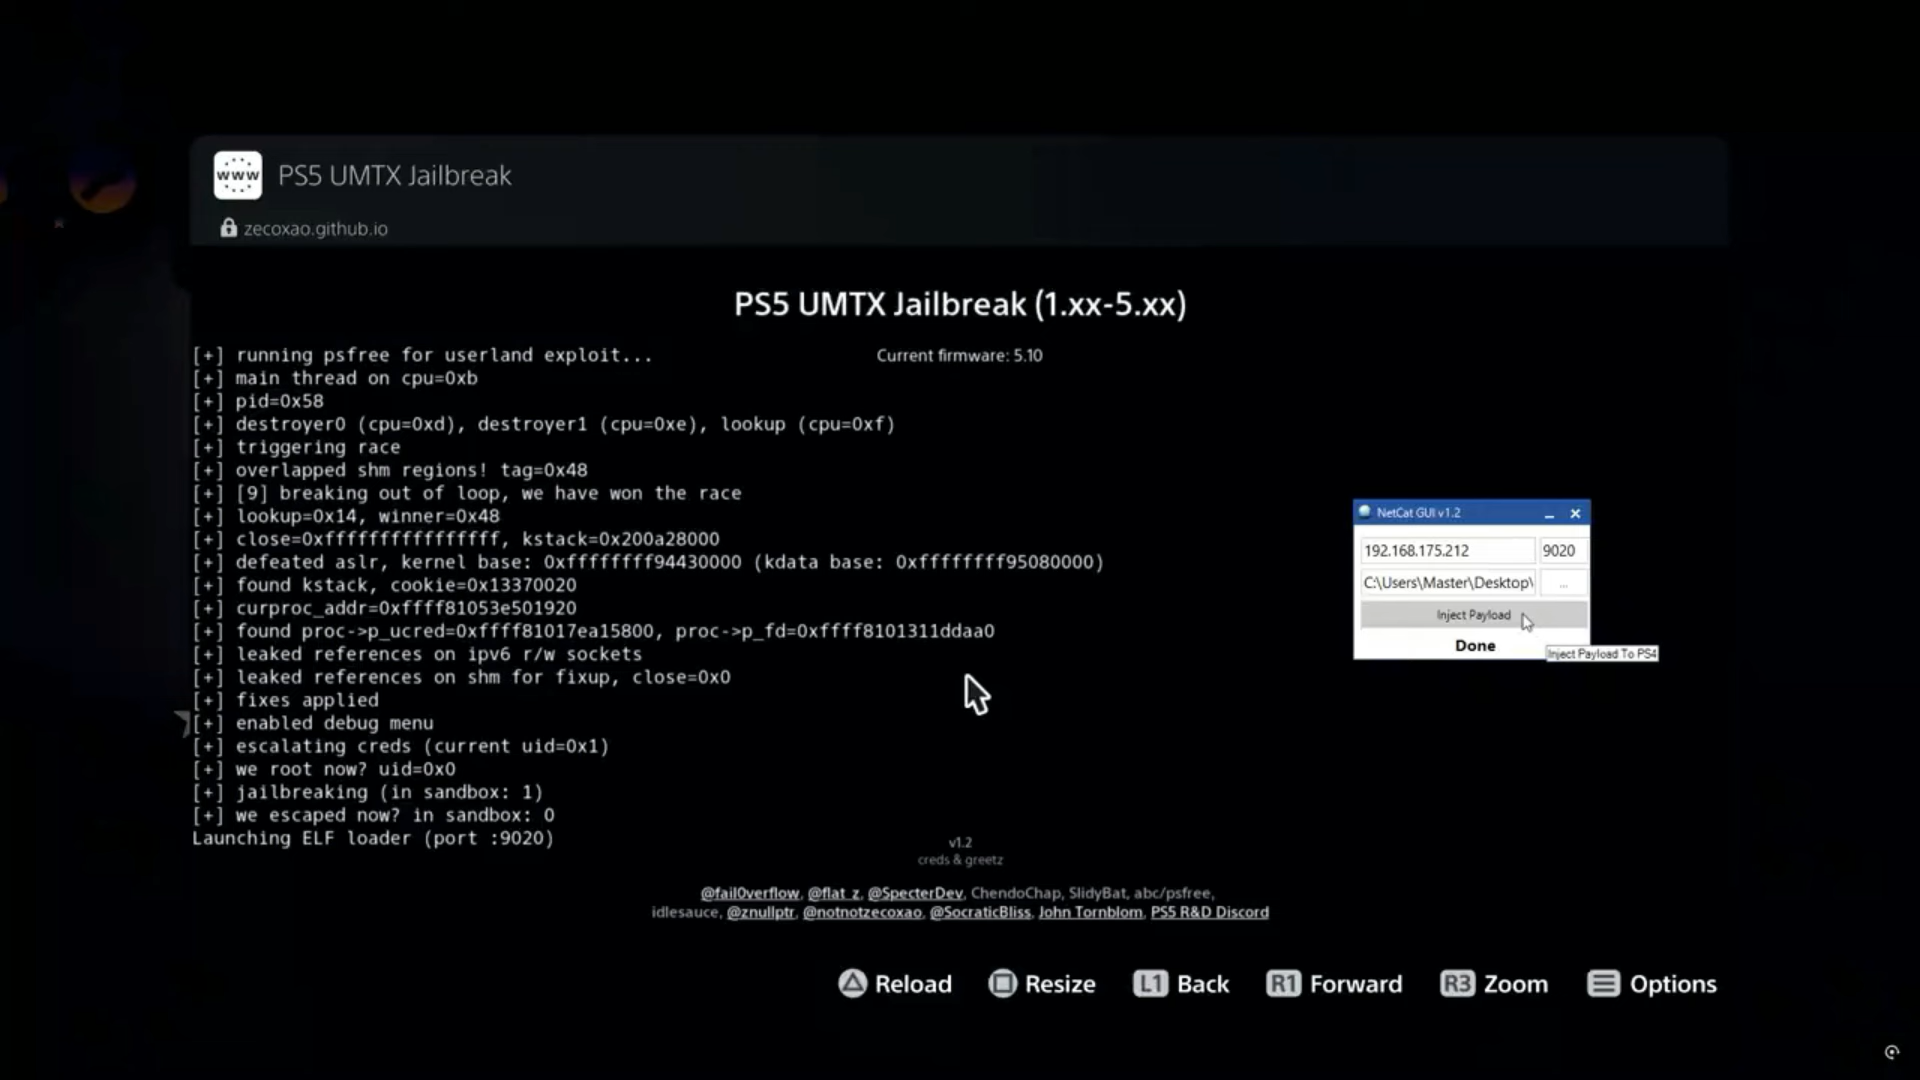 www PS5 UMTX Jailbreak
zecoxao.github.io
PS5 UMTX Jailbreak (1.xx-5.xx)
Current firmware: 5.10
[+] running psfree for userland exploit...
[+] main thread on cpu=0xb
[+] pid=0x58
[+] destroyer0 (cpu=0xd), destroyer1 (cpu=0xe), lookup (cpu=0xf)
[+] triggering race
[+] overlapped shm regions! tag=0x48
[+] [9] breaking out of loop, we have won the race
[+] lookup=0x14, winner=0x48
[+] close=0xffffffffffffffff, kstack=0x200a28000
[+] defeated aslr, kernel base: 0xffffffff94430000 (kdata base: 0xffffffff95080000)
[+] found kstack, cookie=0x13370020
[+] curproc_addr=0xffff81053e501920
[+] found proc->p_ucred=0xffff81017ea15800, proc->p_fd=0xffff8101311ddaa0
[+] leaked references on ipv6 r/w sockets
[+] leaked references on shm for fixup, close=0x0
[+] fixes applied
[+] enabled debug menu
[+] escalating creds (current uid=0x1)
[+] we root now? uid=0x0
[+] jailbreaking (in sandbox: 1)
[+] we escaped now? in sandbox: 0
Launching ELF loader (port :9020)
NetCat GUI v1.2
192.168.175.212 9020
C:\Users\Master\Desktop\ ...
Inject Payload
Done
Inject Payload To PS4
v1.2
creds & greetz
@fail0verflow, @flat_z, @SpecterDev, ChendoChap, SlidyBat, abc/psfree,
idlesauce, @znullptr, @notnotzecoxao, @SocraticBliss, John Tornblom, PS5 R&D Discord
Reload Resize L1 Back R1 Forward R3 Zoom Options